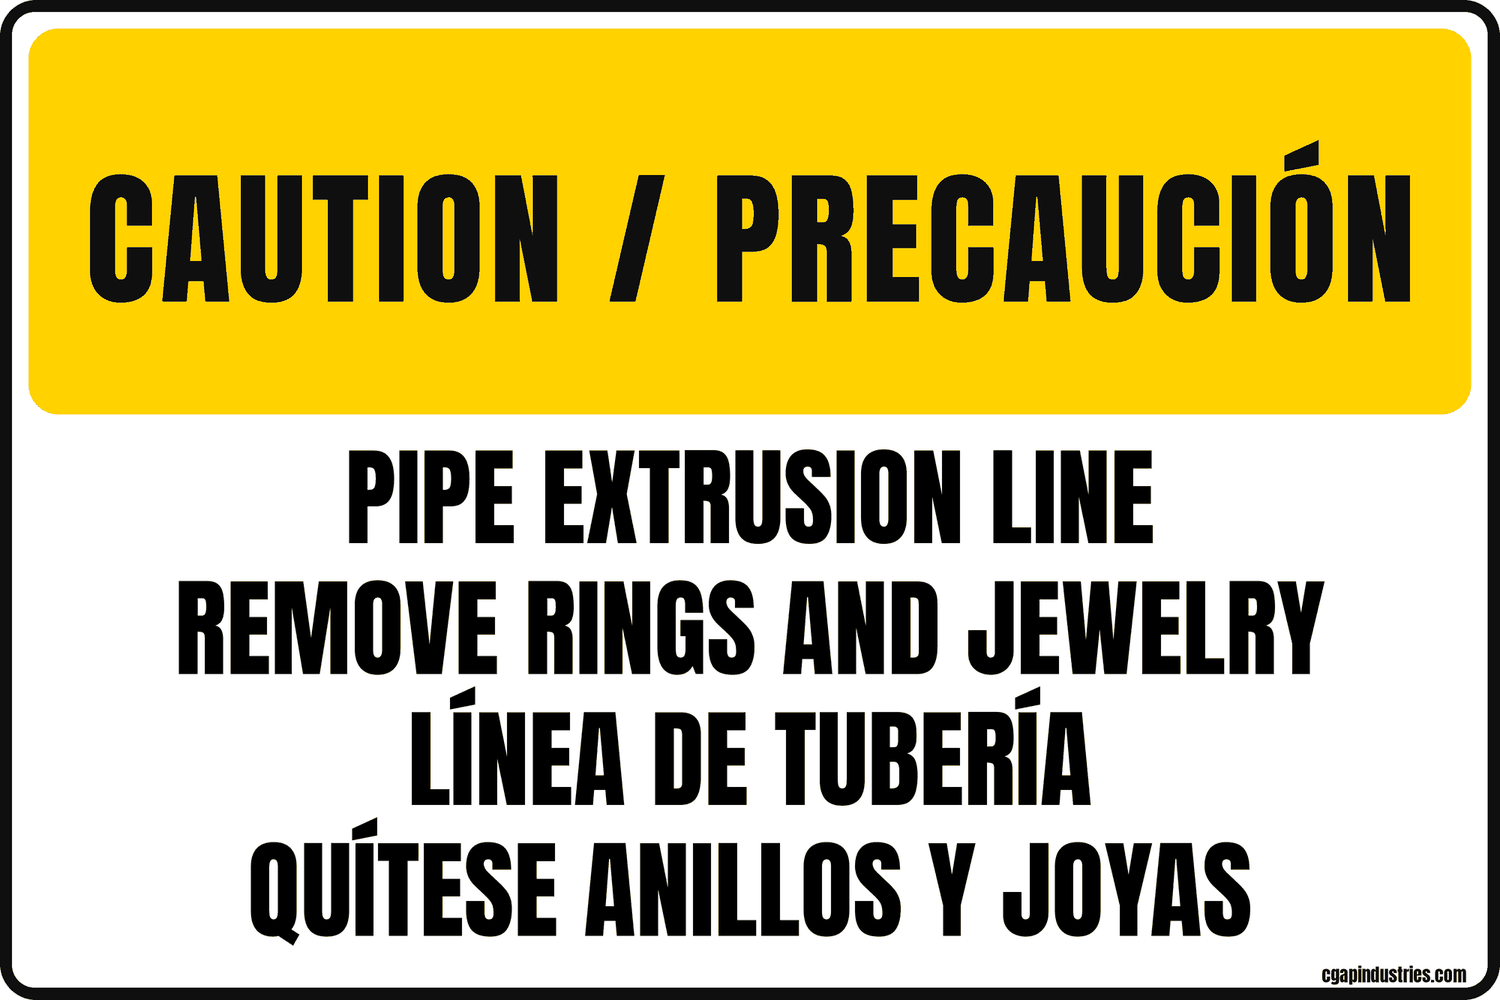 CAUTION / PRECAUCIÓN
PIPE EXTRUSION LINE
REMOVE RINGS AND JEWELRY
LÍNEA DE TUBERÍA
QUÍTESE ANILLOS Y JOYAS
cgapindustries.com